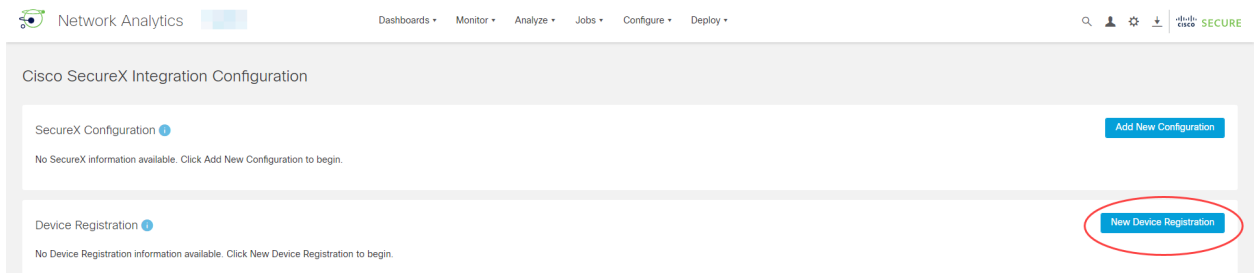 Network Analytics
Dashboards Monitor Analyze Jobs Configure Deploy
cisco SECURE
Cisco SecureX Integration Configuration
SecureX Configuration
Add New Configuration
No SecureX information available. Click Add New Configuration to begin.
Device Registration
New Device Registration
No Device Registration information available. Click New Device Registration to begin.